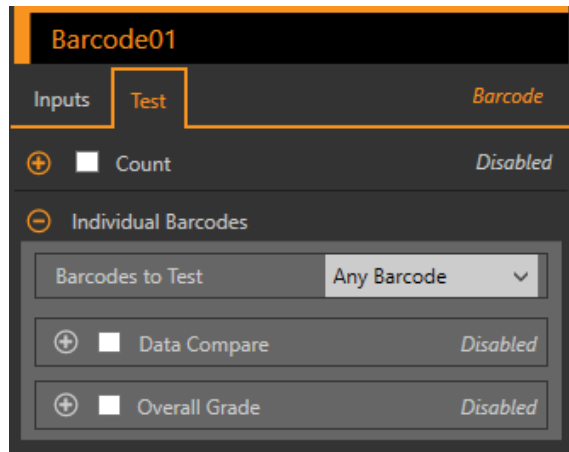 Barcode01
Inputs Test Barcode
Count Disabled
Individual Barcodes
Barcodes to Test Any Barcode
Data Compare Disabled
Overall Grade Disabled